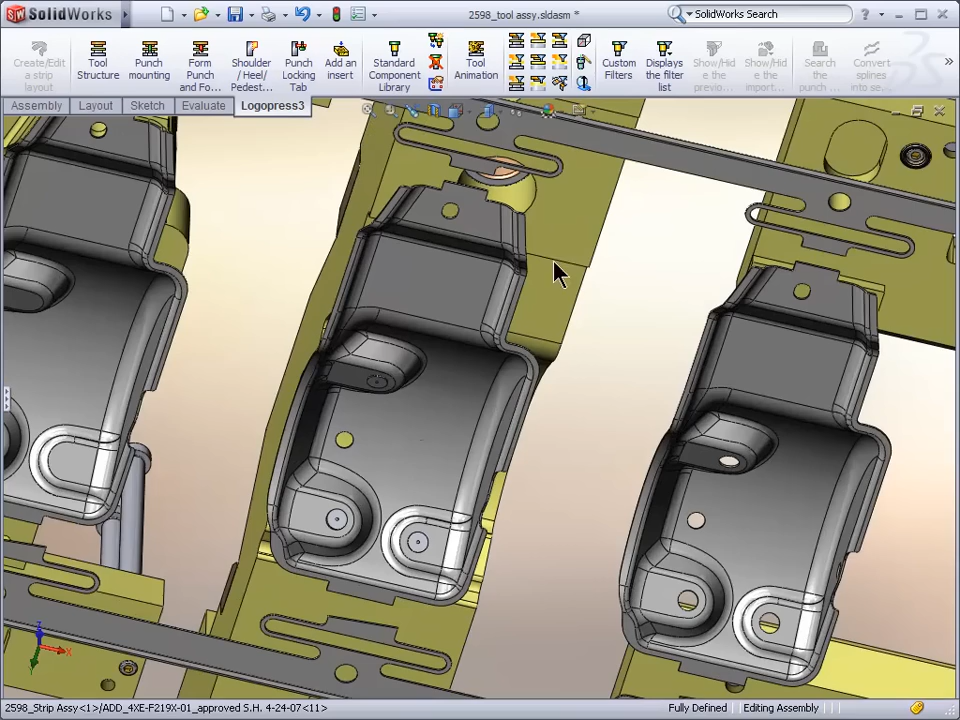 SolidWorks
2598_tool assy.sldasm *
SolidWorks Search
Create/Edit a strip layout
Tool Structure
Punch mounting
Form Punch and Fo...
Shoulder / Heel/ Pedest...
Punch Locking Tab
Add an insert
Standard Component Library
Tool Animation
Custom Filters
Displays the filter list
Show/Hid the previo...
Show/Hid e the import...
Search the punch ...
Convert splines into se...
Assembly Layout Sketch Evaluate Logopress3
Z
X
2598_Strip Assy<1>/ADD_4XE-F219X-01_approved S.H. 4-24-07<11>
Fully Defined
Editing Assembly